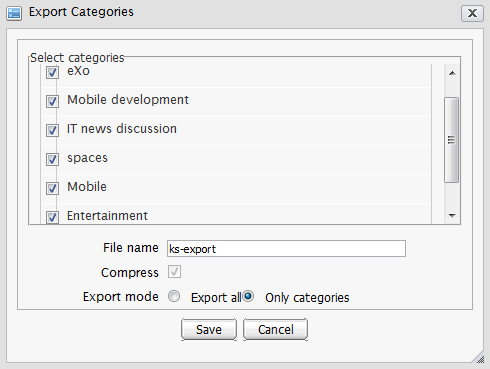 Export Categories
Select categories
eXo
Mobile development
IT news discussion
spaces
Mobile
Entertainment
File name ks-export
Compress
Export mode Export all Only categories
Save Cancel